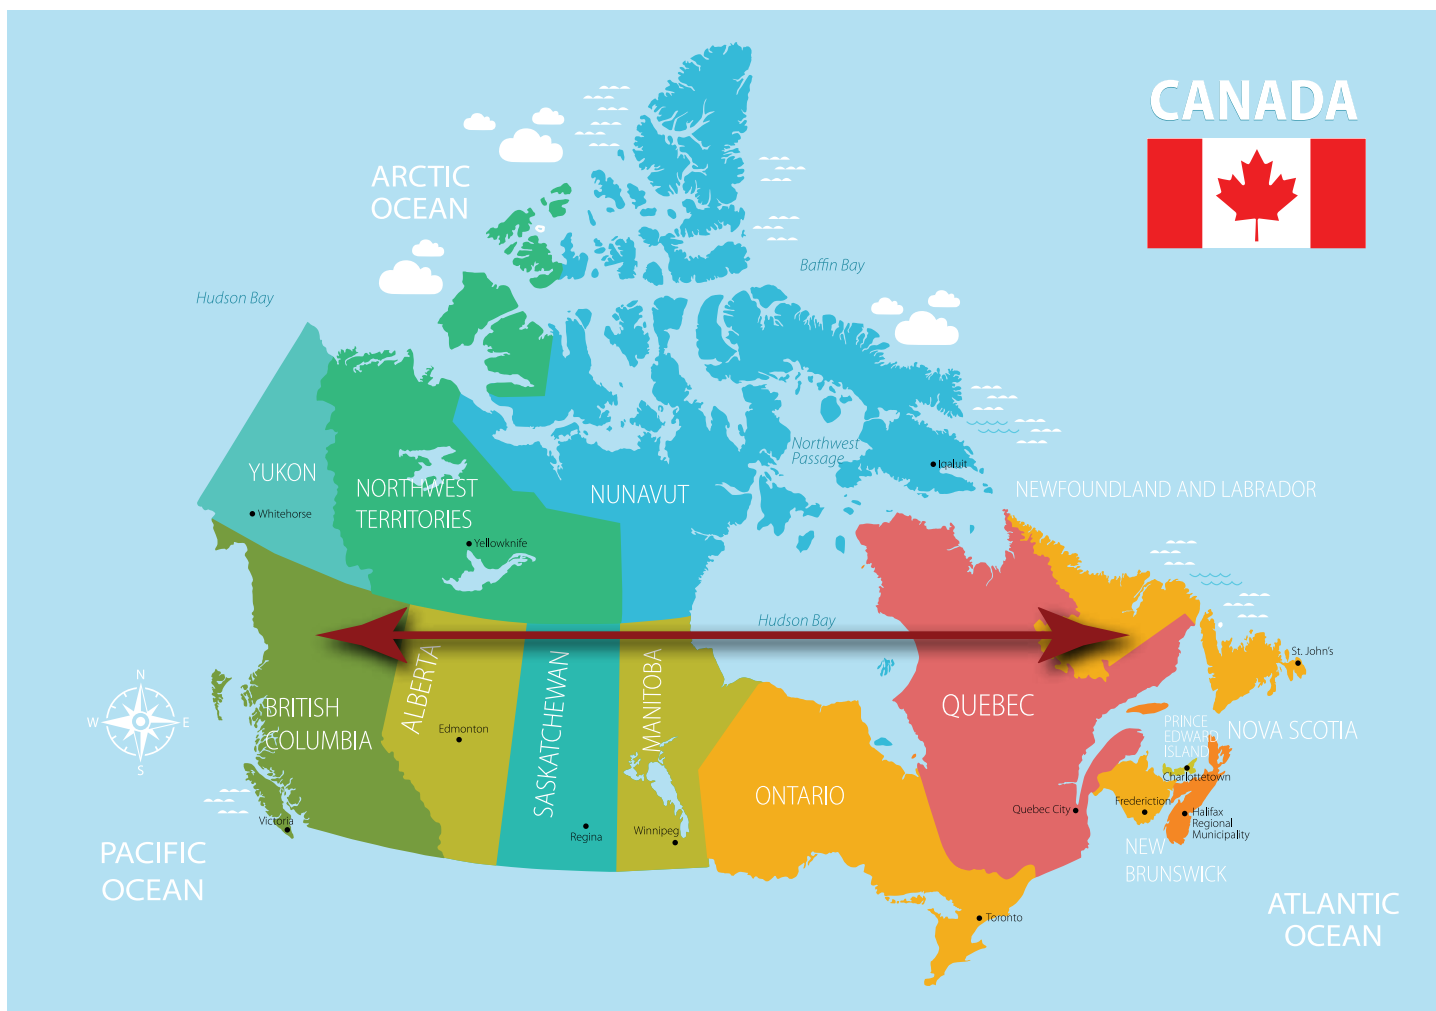 CANADA
ARCTIC
OCEAN
Baffin Bay
Hudson Bay
Northwest
Passage
Iqaluit
YUKON
NORTHWEST
TERRITORIES
NUNAVUT
NEWFOUNDLAND AND LABRADOR
Whitehorse
Yellowknife
Hudson Bay
St. John's
BRITISH
COLUMBIA
ALBERTA
Edmonton
SASKATCHEWAN
MANITOBA
QUEBEC
PRINCE
EDWARD
ISLAND
NOVA SCOTIA
N
W
E
S
Charlottetown
ONTARIO
Quebec City
Frederiction
Halifax
Regional
Municipality
Victoria
Regina
Winnipeg
NEW
BRUNSWICK
PACIFIC
OCEAN
Toronto
ATLANTIC
OCEAN